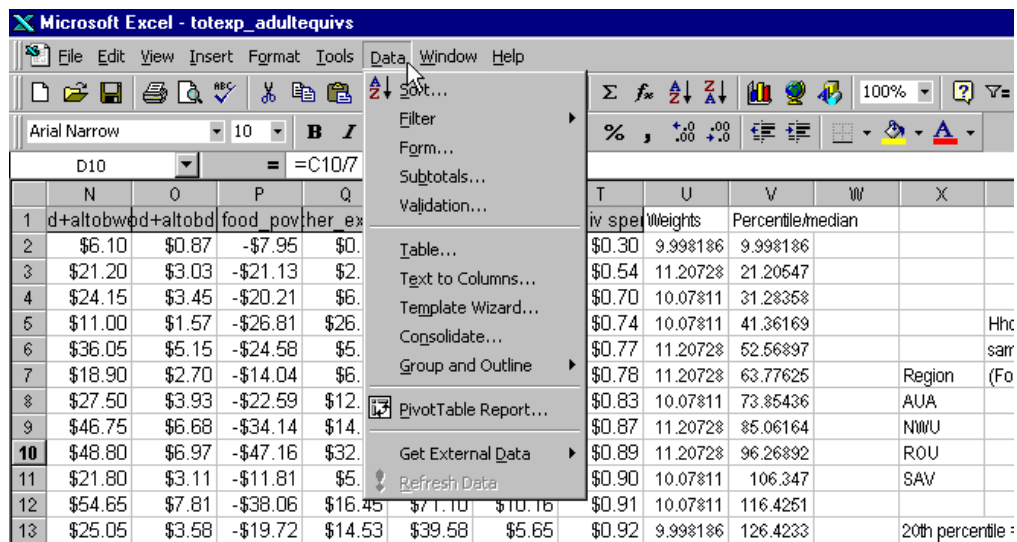 Microsoft Excel - totexp_adultequivs
File Edit View Insert Format Tools Data Window Help
100%
Arial Narrow 10 B I % , .00
D10 = =C10/7
Sort...
Filter
Form...
Subtotals...
Validation...
Table...
Text to Columns...
Template Wizard...
Consolidate...
Group and Outline
PivotTable Report...
Get External Data
Refresh Data
N O P Q T U V W X
1 d+altobwe od+altobd food_pov ther_ex iv spe Weights Percentile/median
2 $6.10 $0.87 -$7.95 $0. $0.30 9.998186 9.998186
3 $21.20 $3.03 -$21.13 $2. $0.54 11.20728 21.20547
4 $24.15 $3.45 -$20.21 $6. $0.70 10.07811 31.28358
5 $11.00 $1.57 -$26.81 $26. $0.74 10.07811 41.36169 Hho
6 $36.05 $5.15 -$24.58 $5. $0.77 11.20728 52.56897 sam
7 $18.90 $2.70 -$14.04 $6. $0.78 11.20728 63.77625 Region (Fo
8 $27.50 $3.93 -$22.59 $12. $0.83 10.07811 73.85436 AUA
9 $46.75 $6.68 -$34.14 $14. $0.87 11.20728 85.06164 NWU
10 $48.80 $6.97 -$47.16 $32. $0.89 11.20728 96.26892 ROU
11 $21.80 $3.11 -$11.81 $5. $0.90 10.07811 106.347 SAV
12 $54.65 $7.81 -$38.06 $16.45 $71.10 $10.16 $0.91 10.07811 116.4251
13 $25.05 $3.58 -$19.72 $14.53 $39.58 $5.65 $0.92 9.998186 126.4233 20th percentile =